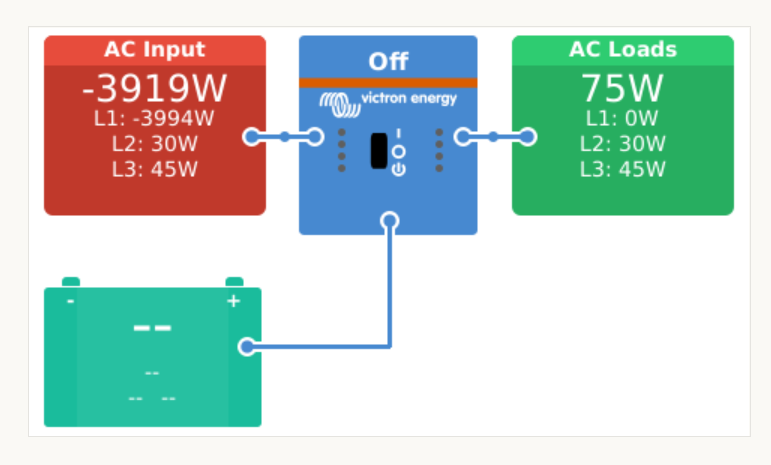 AC Input
-3919W
L1: -3994W
L2: 30W
L3: 45W
Off
victron energy
AC Loads
75W
L1: 0W
L2: 30W
L3: 45W
- +
--
--
-- --